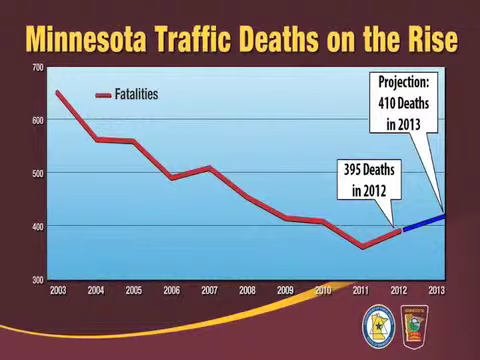 Minnesota Traffic Deaths on the Rise
700
600
500
400
300
Fatalities
Projection:
410 Deaths
in 2013
395 Deaths
in 2012
2003 2004 2005 2006 2007 2008 2009 2010 2011 2012 2013